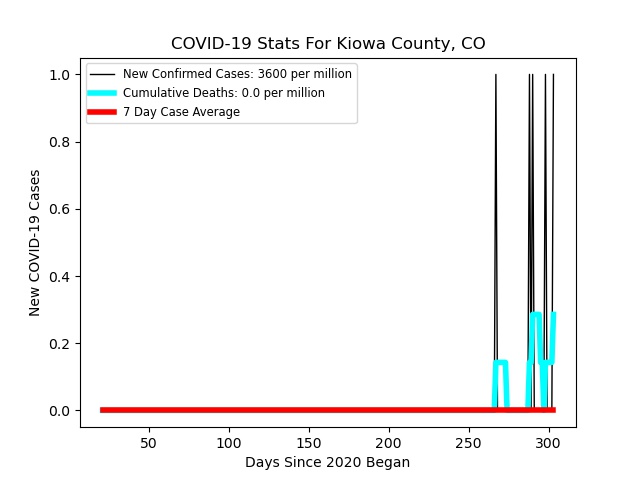 COVID-19 Stats For Kiowa County, CO
New Confirmed Cases: 3600 per million
Cumulative Deaths: 0.0 per million
7 Day Case Average
New COVID-19 Cases
1.0
0.8
0.6
0.4
0.2
0.0
50 100 150 200 250 300
Days Since 2020 Began